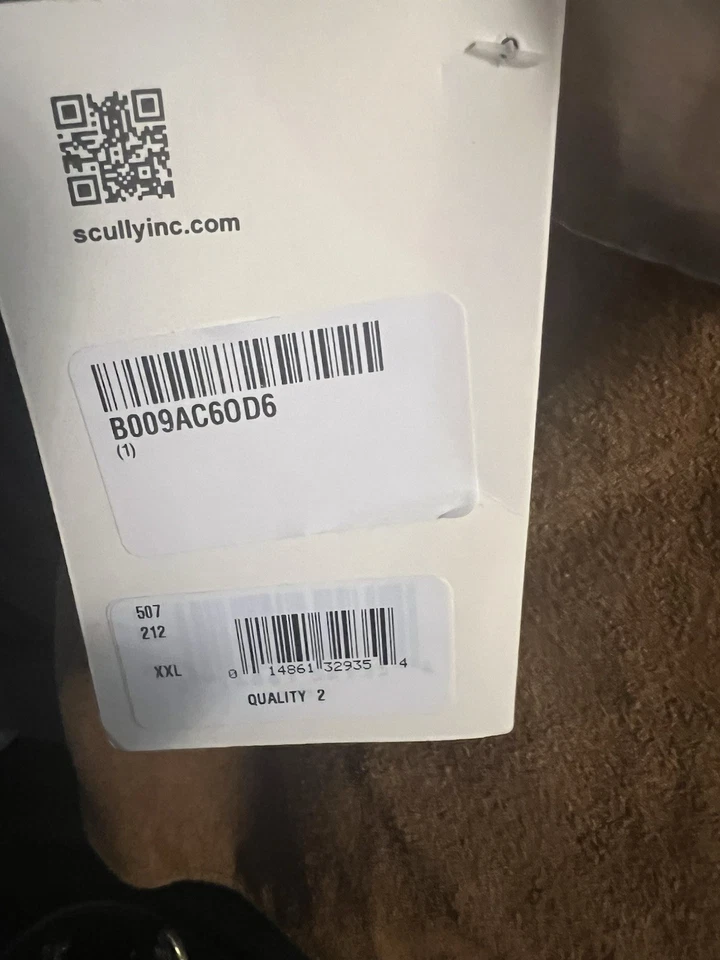 scullyinc.com
B009AC6OD6
(1)
507
212
XXL
0 14861 32935 4
QUALITY 2